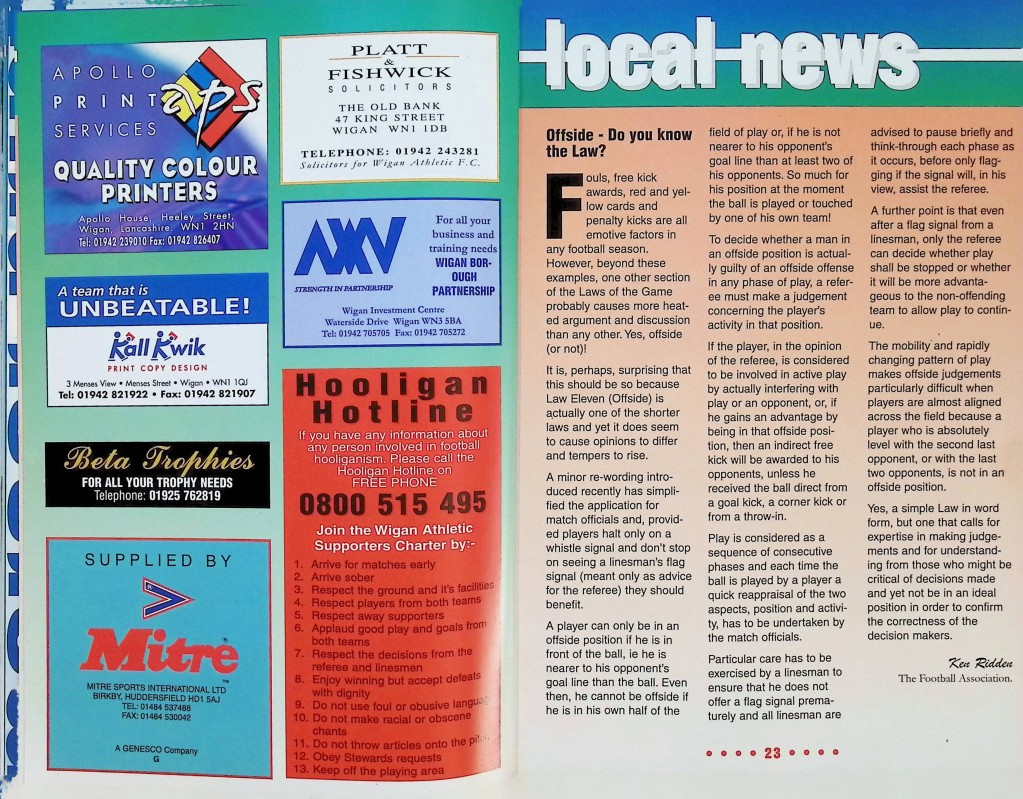 APOLLO
PRINT
SERVICES
aps
QUALITY COLOUR
PRINTERS
Apollo House, Heeley Street,
Wigan, Lancashire. WN1 2HN
Tel: 01942 239010 Fax: 01942 826407
A team that is
UNBEATABLE!
Kall Kwik
PRINT COPY DESIGN
3 Menses View • Menses Street • Wigan • WN1 1QJ
Tel: 01942 821922 • Fax: 01942 821907
Beta Trophies
FOR ALL YOUR TROPHY NEEDS
Telephone: 01925 762819
SUPPLIED BY
Mitre
™
MITRE SPORTS INTERNATIONAL LTD
BIRKBY, HUDDERSFIELD HD1 5AJ
TEL: 01484 537488
FAX: 01484 530042
A GENESCO Company
G
PLATT
&
FISHWICK
SOLICITORS
THE OLD BANK
47 KING STREET
WIGAN WN1 1DB
TELEPHONE: 01942 243281
Solicitors for Wigan Athletic F.C.
STRENGTH IN PARTNERSHIP
For all your
business and
training needs
WIGAN BOR-
OUGH
PARTNERSHIP
Wigan Investment Centre
Waterside Drive Wigan WN3 5BA
Tel: 01942 705705 Fax: 01942 705272
Hooligan
Hotline
If you have any information about
any person involved in football
hooliganism. Please call the
Hooligan Hotline on
FREE PHONE
0800 515 495
Join the Wigan Athletic
Supporters Charter by:-
1. Arrive for matches early
2. Arrive sober
3. Respect the ground and it's facilities
4. Respect players from both teams
5. Respect away supporters
6. Applaud good play and goals from
both teams
7. Respect the decisions from the
referee and linesmen
8. Enjoy winning but accept defeats
with dignity
9. Do not use foul or obusive language
10. Do not make racial or obscene
chants
11. Do not throw articles onto the pitch
12. Obey Stewards requests
13. Keep off the playing area
local news
Offside - Do you know
the Law?
Fouls, free kick
awards, red and yel-
low cards and
penalty kicks are all
emotive factors in
any football season.
However, beyond these
examples, one other section
of the Laws of the Game
probably causes more heat-
ed argument and discussion
than any other. Yes, offside
(or not)!
It is, perhaps, surprising that
this should be so because
Law Eleven (Offside) is
actually one of the shorter
laws and yet it does seem
to cause opinions to differ
and tempers to rise.
A minor re-wording intro-
duced recently has simpli-
fied the application for
match officials and, provid-
ed players halt only on a
whistle signal and don't stop
on seeing a linesman's flag
signal (meant only as advice
for the referee) they should
benefit.
A player can only be in an
offside position if he is in
front of the ball, ie he is
nearer to his opponent's
goal line than the ball. Even
then, he cannot be offside if
he is in his own half of the
field of play or, if he is not
nearer to his opponent's
goal line than at least two of
his opponents. So much for
his position at the moment
the ball is played or touched
by one of his own team!
To decide whether a man in
an offside position is actual-
ly guilty of an offside offense
in any phase of play, a refer-
ee must make a judgement
concerning the player's
activity in that position.
If the player, in the opinion
of the referee, is considered
to be involved in active play
by actually interfering with
play or an opponent, or, if
he gains an advantage by
being in that offside posi-
tion, then an indirect free
kick will be awarded to his
opponents, unless he
received the ball direct from
a goal kick, a corner kick or
from a throw-in.
Play is considered as a
sequence of consecutive
phases and each time the
ball is played by a player a
quick reappraisal of the two
aspects, position and activi-
ty, has to be undertaken by
the match officials.
Particular care has to be
exercised by a linesman to
ensure that he does not
offer a flag signal prema-
turely and all linesman are
advised to pause briefly and
think-through each phase as
it occurs, before only flag-
ging if the signal will, in his
view, assist the referee.
A further point is that even
after a flag signal from a
linesman, only the referee
can decide whether play
shall be stopped or whether
it will be more advanta-
geous to the non-offending
team to allow play to contin-
ue.
The mobility and rapidly
changing pattern of play
makes offside judgements
particularly difficult when
players are almost aligned
across the field because a
player who is absolutely
level with the second last
opponent, or with the last
two opponents, is not in an
offside position.
Yes, a simple Law in word
form, but one that calls for
expertise in making judge-
ments and for understand-
ing from those who might be
critical of decisions made
and yet not be in an ideal
position in order to confirm
the correctness of the
decision makers.
Ken Ridden
The Football Association.
• • • • 23 • • • •